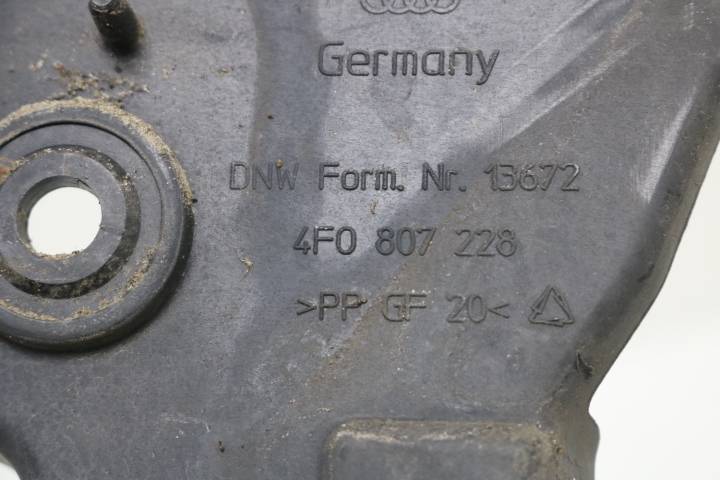 Germany
DNW Form. Nr. 13672
4F0 807 228
>PP GF 20<